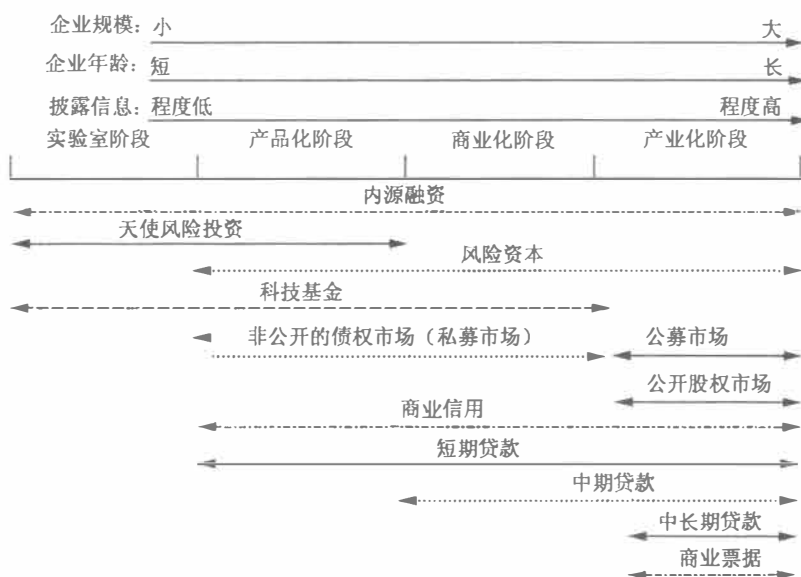 企业规模：小 大
企业年龄：短 长
披露信息：程度低 程度高
实验室阶段 产品化阶段 商业化阶段 产业化阶段
内源融资
天使风险投资
风险资本
科技基金
非公开的债权市场（私募市场） 公募市场
公开股权市场
商业信用
短期贷款
中期贷款
中长期贷款
商业票据